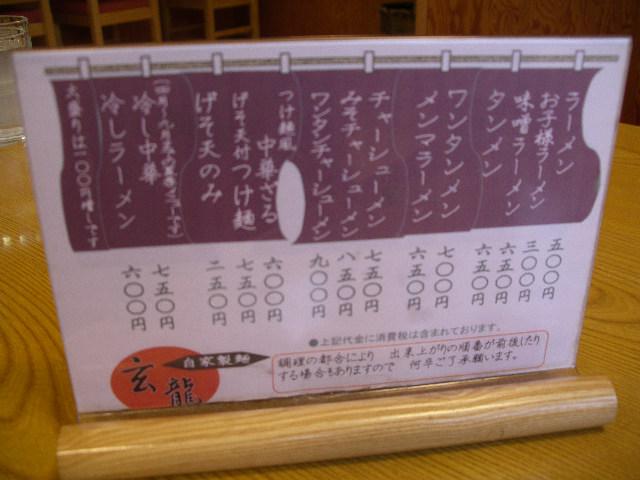 ラーメン
お子様ラーメン
味噌ラーメン
タンメン
ワンタンメン
メンマラーメン
チャーシューメン
みそチャーシューメン
ワンタンチャーシューメン
つけ麺風
中華ざる
げそ天付つけ麺
げそ天のみ
冷し中華
冷しラーメン
大盛りは一〇〇円増しです
五〇〇円
三〇〇円
六五〇円
六五〇円
七〇〇円
六五〇円
七五〇円
八五〇円
九〇〇円
六〇〇円
七五〇円
二五〇円
七五〇円
六〇〇円
●上記代金に消費税は含まれております。
調理の都合により 出来上がりの順番が前後したり
する場合もありますので 何卒ご了承願います。
自家製麺
玄龍